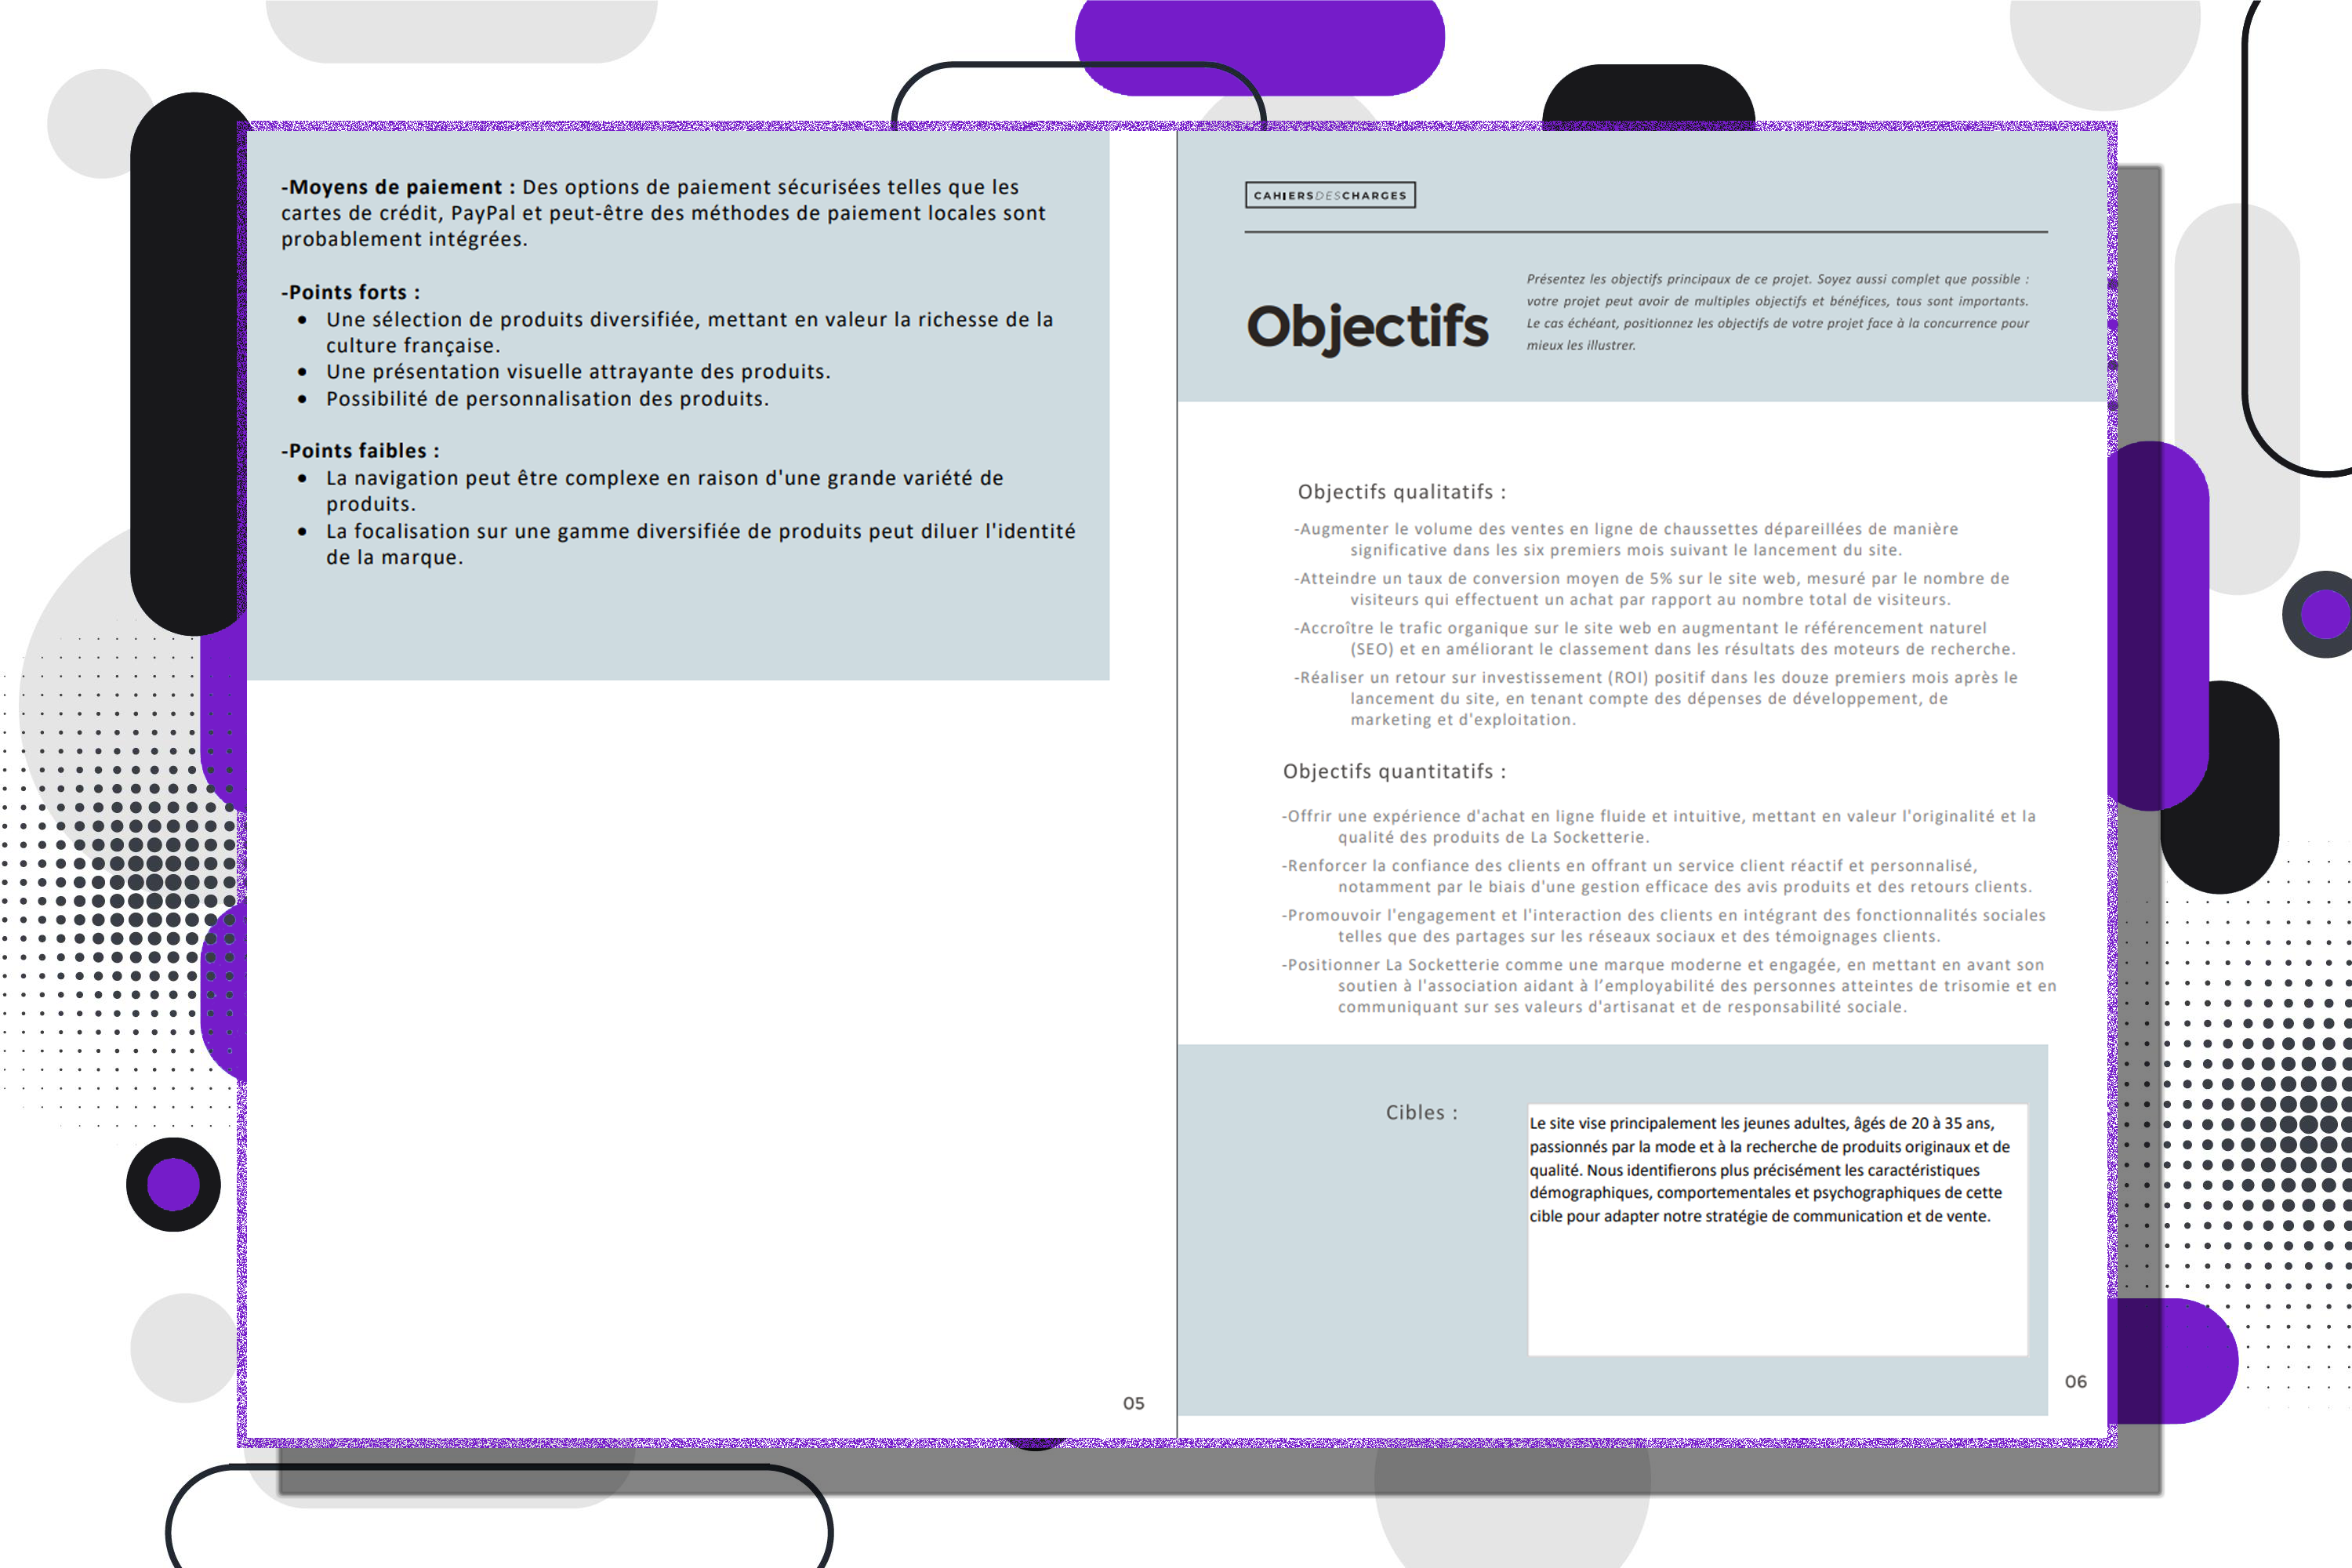 -Moyens de paiement : Des options de paiement sécurisées telles que les
cartes de crédit, PayPal et peut-être des méthodes de paiement locales sont
probablement intégrées.
-Points forts :
• Une sélection de produits diversifiée, mettant en valeur la richesse de la
culture française.
• Une présentation visuelle attrayante des produits.
• Possibilité de personnalisation des produits.
-Points faibles :
• La navigation peut être complexe en raison d'une grande variété de
produits.
• La focalisation sur une gamme diversifiée de produits peut diluer l'identité
de la marque.
05
CAHIERSDESCHARGES
Objectifs
Présentez les objectifs principaux de ce projet. Soyez aussi complet que possible :
votre projet peut avoir de multiples objectifs et bénéfices, tous sont importants.
Le cas échéant, positionnez les objectifs de votre projet face à la concurrence pour
mieux les illustrer.
Objectifs qualitatifs :
-Augmenter le volume des ventes en ligne de chaussettes dépareillées de manière
significative dans les six premiers mois suivant le lancement du site.
-Atteindre un taux de conversion moyen de 5% sur le site web, mesuré par le nombre de
visiteurs qui effectuent un achat par rapport au nombre total de visiteurs.
-Accroître le trafic organique sur le site web en augmentant le référencement naturel
(SEO) et en améliorant le classement dans les résultats des moteurs de recherche.
-Réaliser un retour sur investissement (ROI) positif dans les douze premiers mois après le
lancement du site, en tenant compte des dépenses de développement, de
marketing et d'exploitation.
Objectifs quantitatifs :
-Offrir une expérience d'achat en ligne fluide et intuitive, mettant en valeur l'originalité et la
qualité des produits de La Socketterie.
-Renforcer la confiance des clients en offrant un service client réactif et personnalisé,
notamment par le biais d'une gestion efficace des avis produits et des retours clients.
-Promouvoir l'engagement et l'interaction des clients en intégrant des fonctionnalités sociales
telles que des partages sur les réseaux sociaux et des témoignages clients.
-Positionner La Socketterie comme une marque moderne et engagée, en mettant en avant son
soutien à l'association aidant à l’employabilité des personnes atteintes de trisomie et en
communiquant sur ses valeurs d'artisanat et de responsabilité sociale.
Cibles :
Le site vise principalement les jeunes adultes, âgés de 20 à 35 ans,
passionnés par la mode et à la recherche de produits originaux et de
qualité. Nous identifierons plus précisément les caractéristiques
démographiques, comportementales et psychographiques de cette
cible pour adapter notre stratégie de communication et de vente.
06